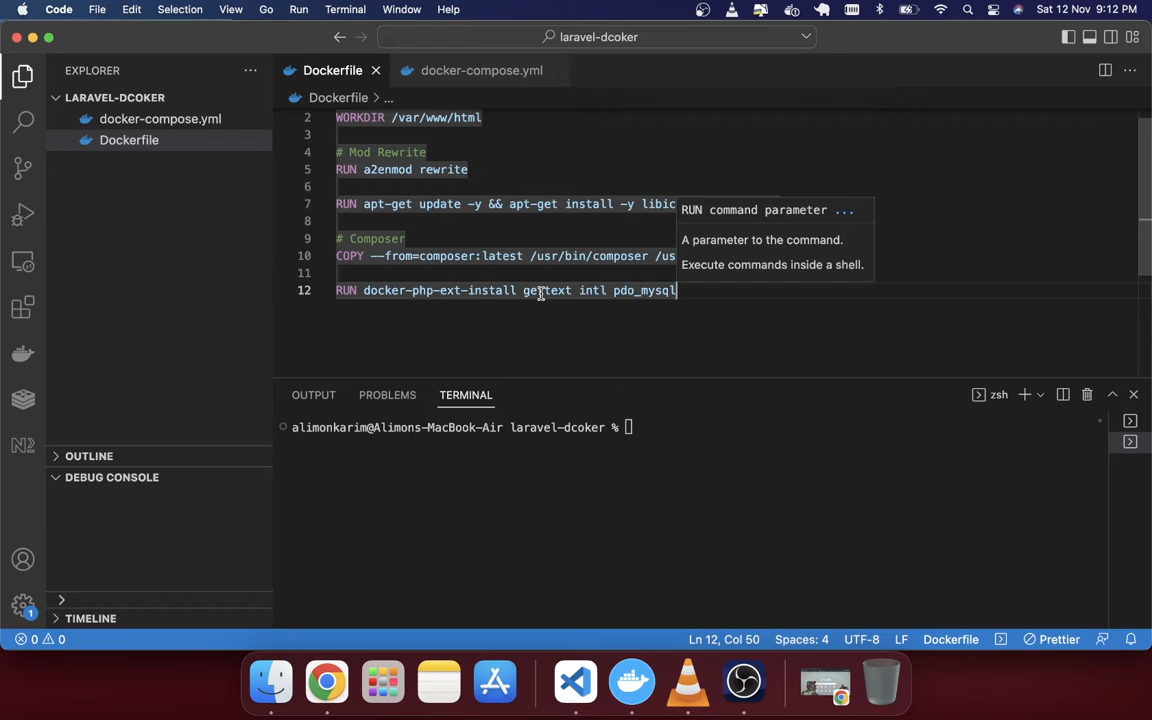 Code File Edit Selection View Go Run Terminal Window Help Sat 12 Nov 9:12 PM
laravel-dcoker
EXPLORER
Dockerfile docker-compose.yml
LARAVEL-DCOKER
Dockerfile > ...
docker-compose.yml
Dockerfile
2 WORKDIR /var/www/html
3
4 # Mod Rewrite
5 RUN a2enmod rewrite
6
7 RUN apt-get update -y && apt-get install -y libic
RUN command parameter ...
8
9 # Composer
A parameter to the command.
10 COPY --from=composer:latest /usr/bin/composer /us
Execute commands inside a shell.
11
12 RUN docker-php-ext-install gettext intl pdo_mysql
OUTPUT PROBLEMS TERMINAL
zsh
alimonkarim@Alimons-MacBook-Air laravel-dcoker %
OUTLINE
DEBUG CONSOLE
TIMELINE
1
0 0 Ln 12, Col 50 Spaces: 4 UTF-8 LF Dockerfile Prettier